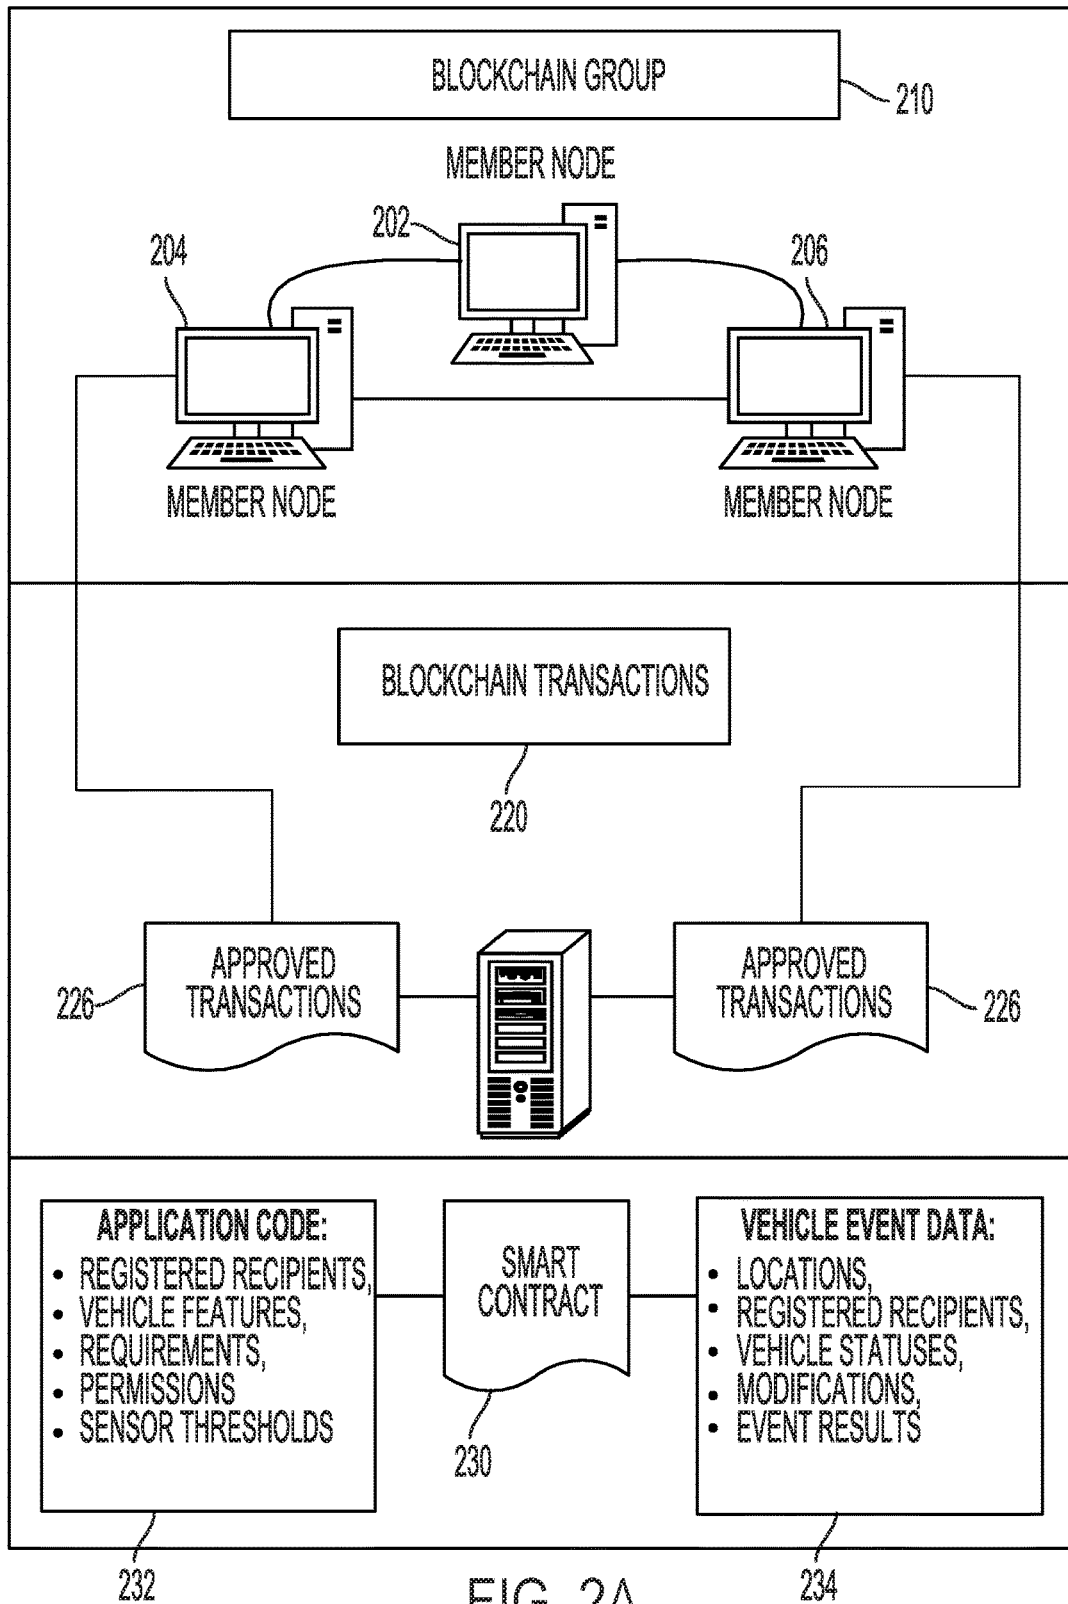 BLOCKCHAIN GROUP
210
MEMBER NODE
202
204
206
MEMBER NODE
MEMBER NODE
BLOCKCHAIN TRANSACTIONS
220
APPROVED
TRANSACTIONS
226
APPROVED
TRANSACTIONS
226
APPLICATION CODE:
• REGISTERED RECIPIENTS,
• VEHICLE FEATURES,
• REQUIREMENTS,
• PERMISSIONS
• SENSOR THRESHOLDS
232
SMART
CONTRACT
230
VEHICLE EVENT DATA:
• LOCATIONS,
• REGISTERED RECIPIENTS,
• VEHICLE STATUSES,
• MODIFICATIONS,
• EVENT RESULTS
234
FIG. 2A